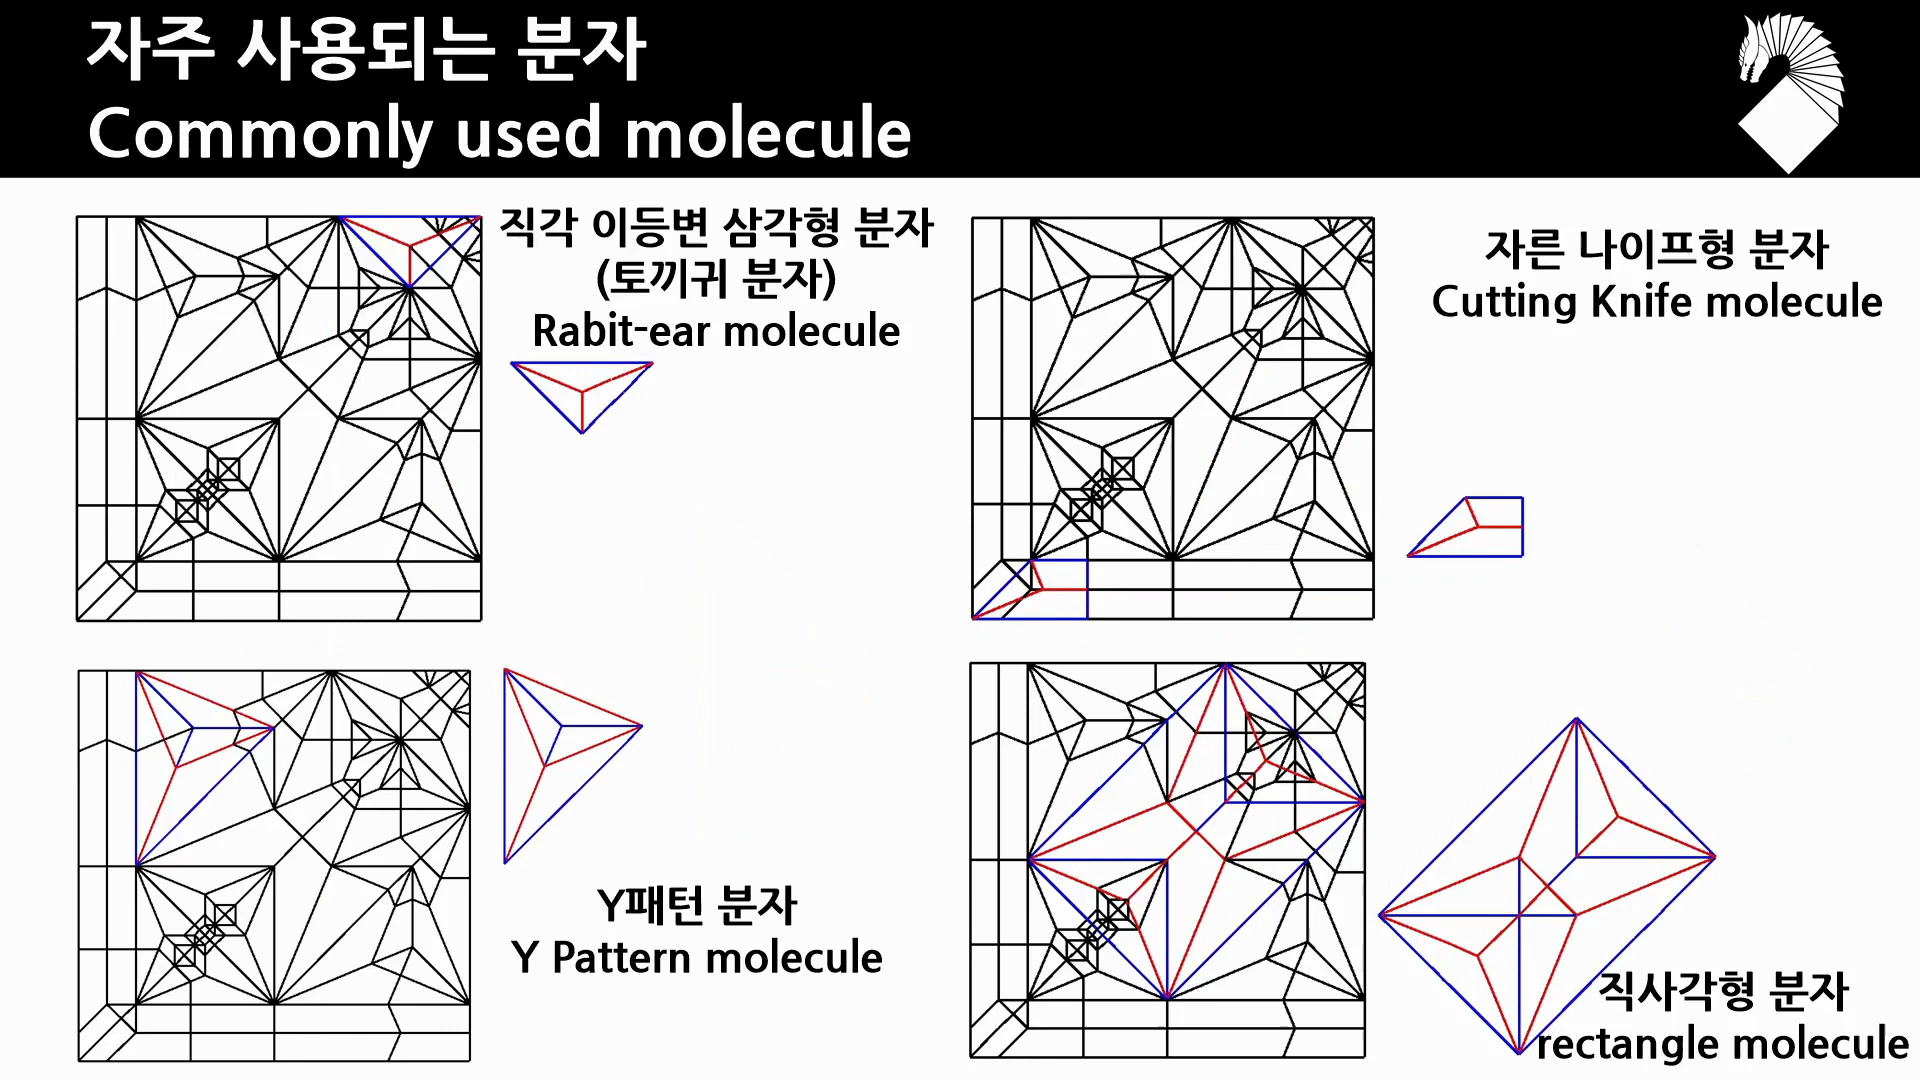 자주 사용되는 분자
Commonly used molecule
직각 이등변 삼각형 분자
(토끼귀 분자)
Rabit-ear molecule
자른 나이프형 분자
Cutting Knife molecule
Y패턴 분자
Y Pattern molecule
직사각형 분자
rectangle molecule